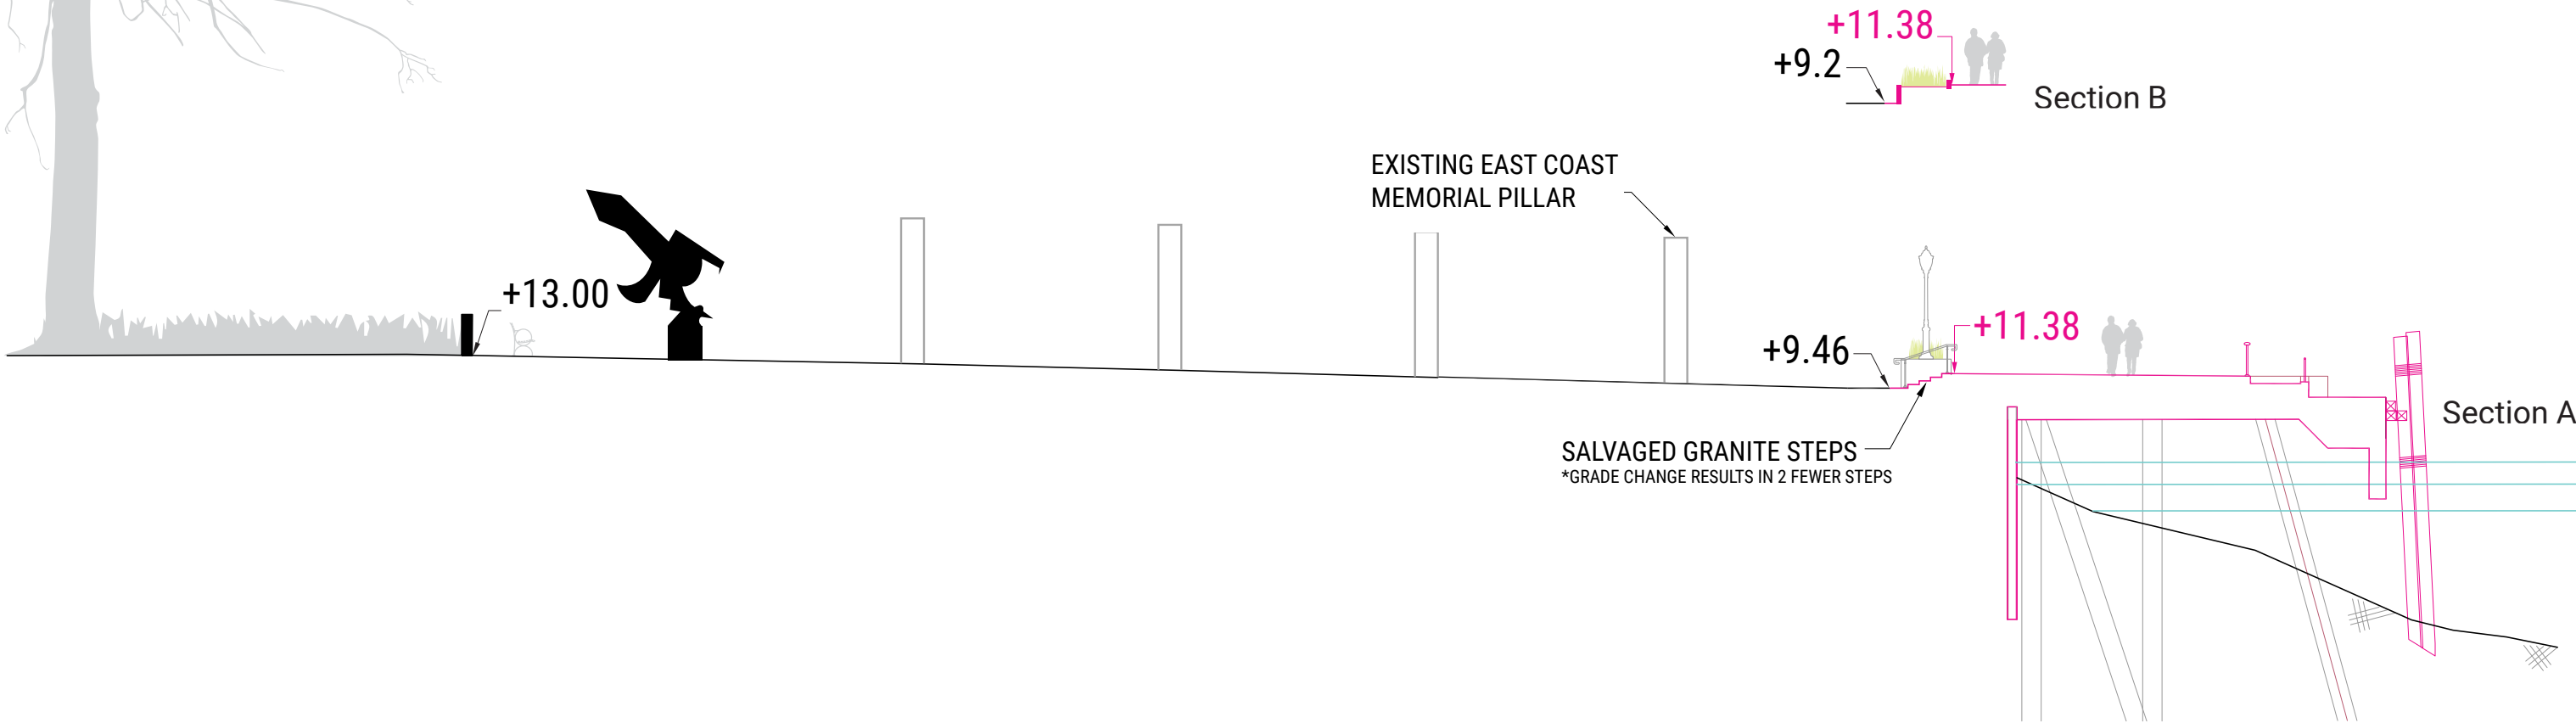 +11.38
+9.2
Section B
EXISTING EAST COAST
MEMORIAL PILLAR
+13.00
+11.38
+9.46
Section A
SALVAGED GRANITE STEPS
*GRADE CHANGE RESULTS IN 2 FEWER STEPS